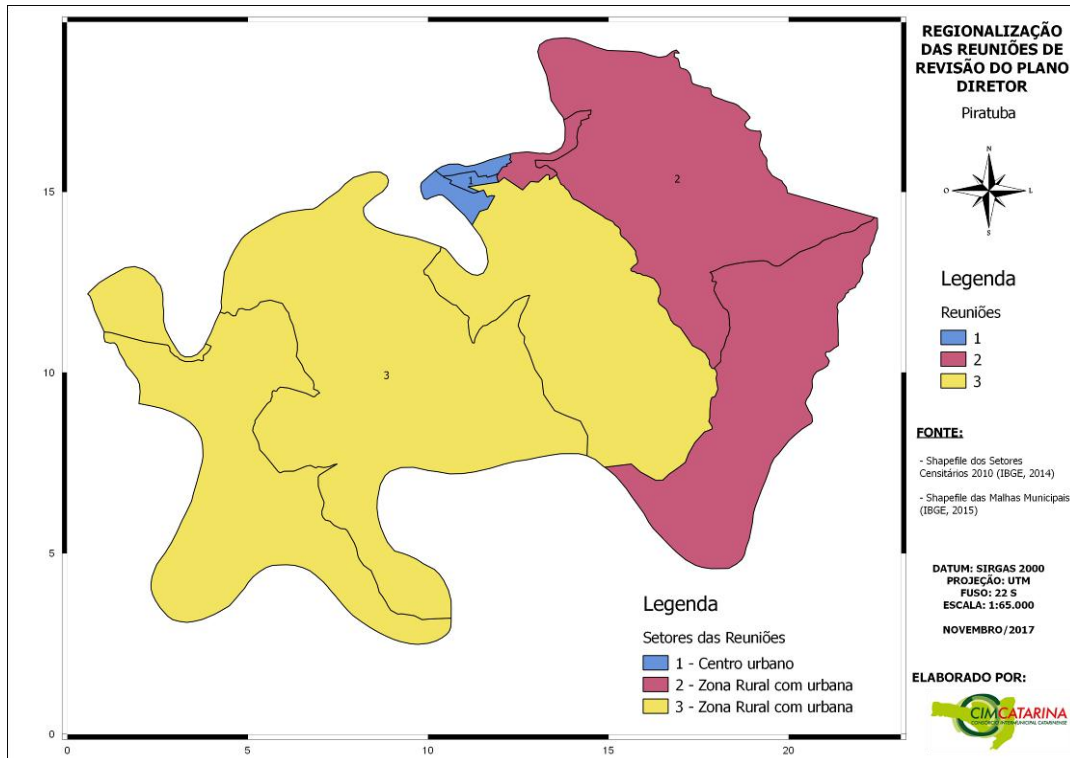 REGIONALIZAÇÃO
DAS REUNIÕES DE
REVISÃO DO PLANO
DIRETOR
Piratuba
N
O
L
S
Legenda
Reuniões
1
2
3
FONTE:
- Shapefile dos Setores
Censitários 2010 (IBGE, 2014)
- Shapefile das Malhas Municipais
(IBGE, 2015)
DATUM: SIRGAS 2000
PROJEÇÃO: UTM
FUSO: 22 S
ESCALA: 1:65.000
NOVEMBRO/2017
ELABORADO POR:
CIMCATARINA
CONSÓRCIO INTERMUNICIPAL CATARINENSE
1
2
3
Legenda
Setores das Reuniões
1 - Centro urbano
2 - Zona Rural com urbana
3 - Zona Rural com urbana
15
10
5
0
0
5
10
15
20